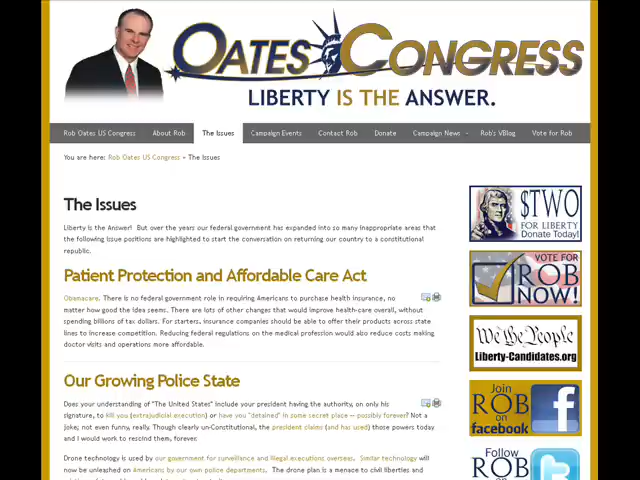 OATES CONGRESS
LIBERTY IS THE ANSWER.
Rob Oates US Congress About Rob The Issues Campaign Events Contact Rob Donate Campaign News Rob's VBlog Vote for Rob
You are here: Rob Oates US Congress » The Issues
The Issues
Liberty is the Answer! But over the years our federal government has expanded into so many inappropriate areas that
the following issue positions are highlighted to start the conversation on returning our country to a constitutional
republic.
Patient Protection and Affordable Care Act
Obamacare. There is no federal government role in requiring Americans to purchase health insurance, no
matter how good the idea seems. There are lots of other changes that would improve health-care overall, without
spending billions of tax dollars. For starters, insurance companies should be able to offer their products across state
lines to increase competition. Reducing federal regulations on the medical profession would also reduce costs making
doctor visits and operations more affordable.
Our Growing Police State
Does your understanding of "The United States" include your president having the authority, on only his
signature, to kill you (extrajudicial execution) or have you "detained" in some secret place — possibly forever? Not a
joke; not even funny, really. Though clearly un-Constitutional, the president claims (and has used) those powers today
and I would work to rescind them, forever.
Drone technology is used by our government for surveillance and illegal executions overseas. Similar technology will
now be unleashed on Americans by our own police departments. The drone plan is a menace to civil liberties and
$TWO
FOR LIBERTY
Donate Today!
VOTE FOR
ROB
NOW!
We the People
Liberty-Candidates.org
Join
ROB
on
facebook
Follow
ROB
on